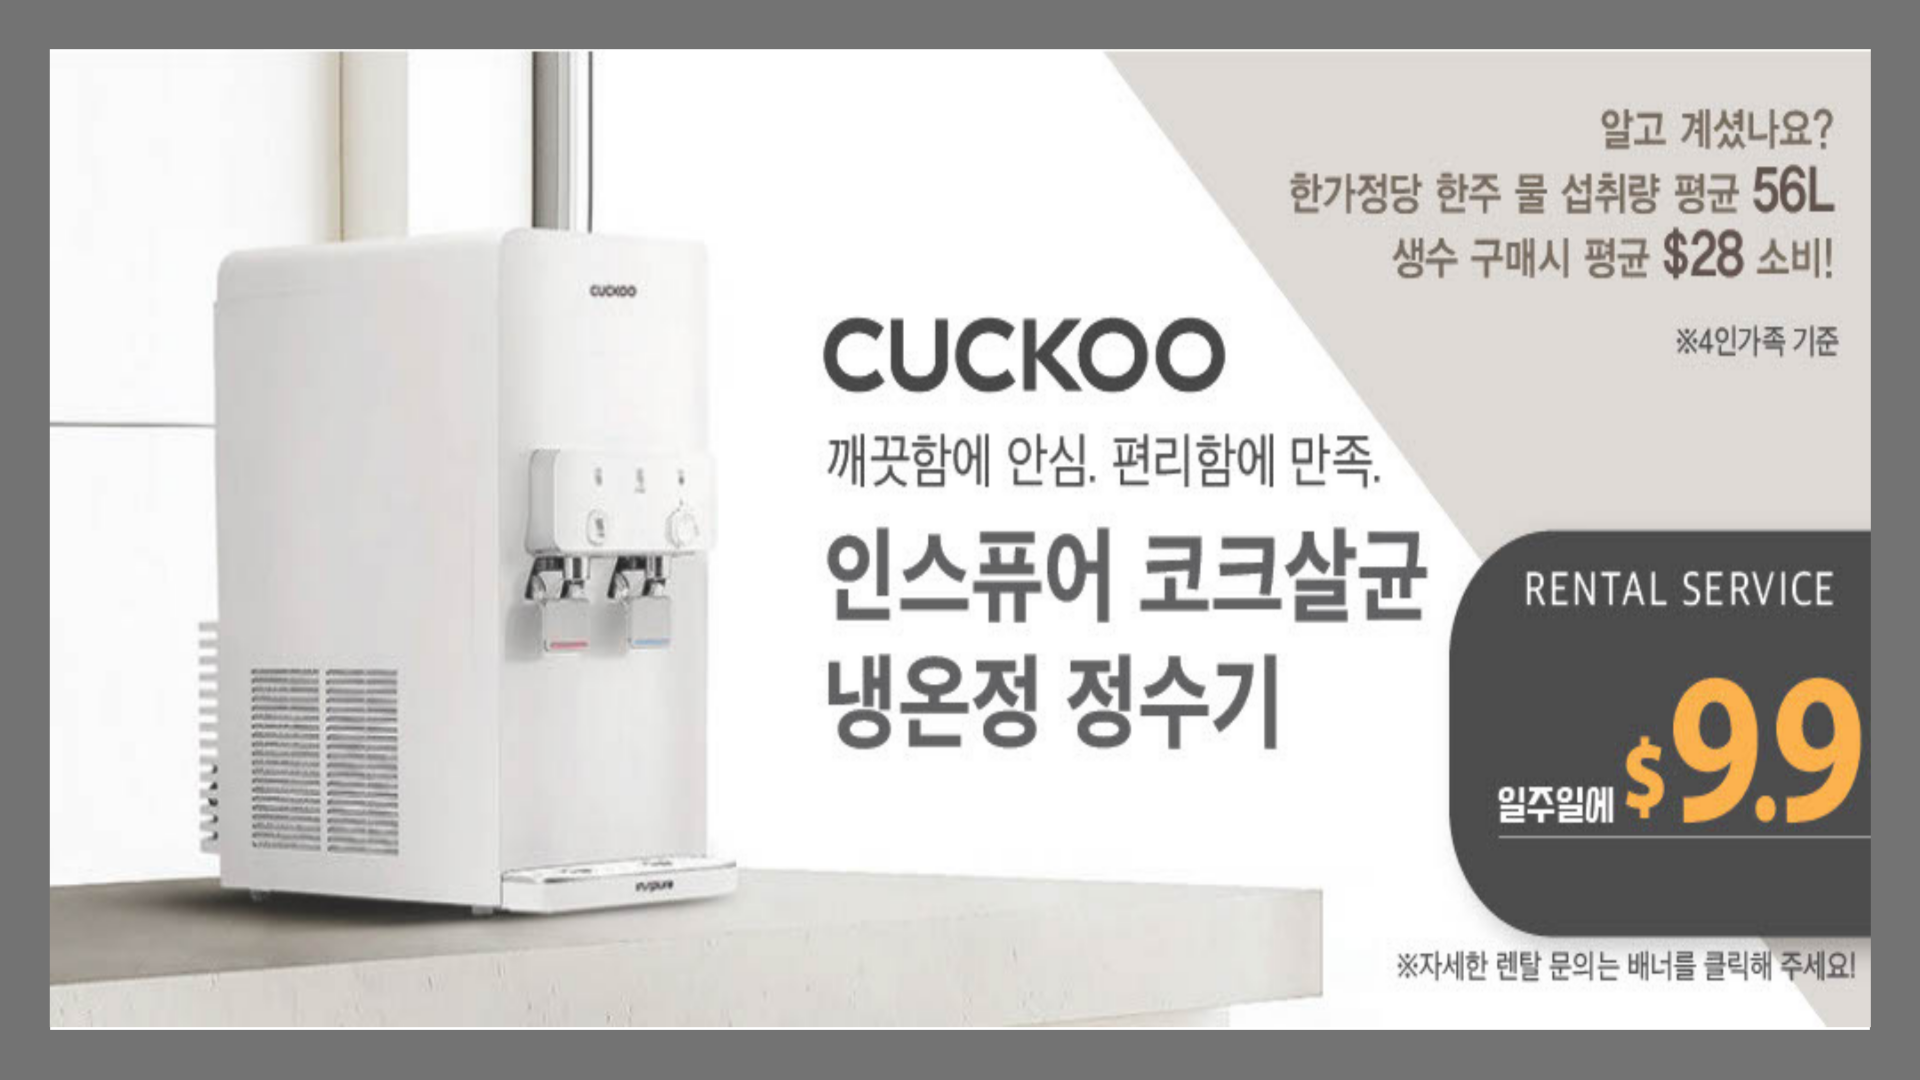 알고 계셨나요?
한가정당 한주 물 섭취량 평균 56L
생수 구매시 평균 $28 소비!
※4인가족 기준
CUCKOO
CUCKOO
깨끗함에 안심. 편리함에 만족.
인스퓨어 코크살균
냉온정 정수기
RENTAL SERVICE
일주일에 $9.9
inspure
※자세한 렌탈 문의는 배너를 클릭해 주세요!